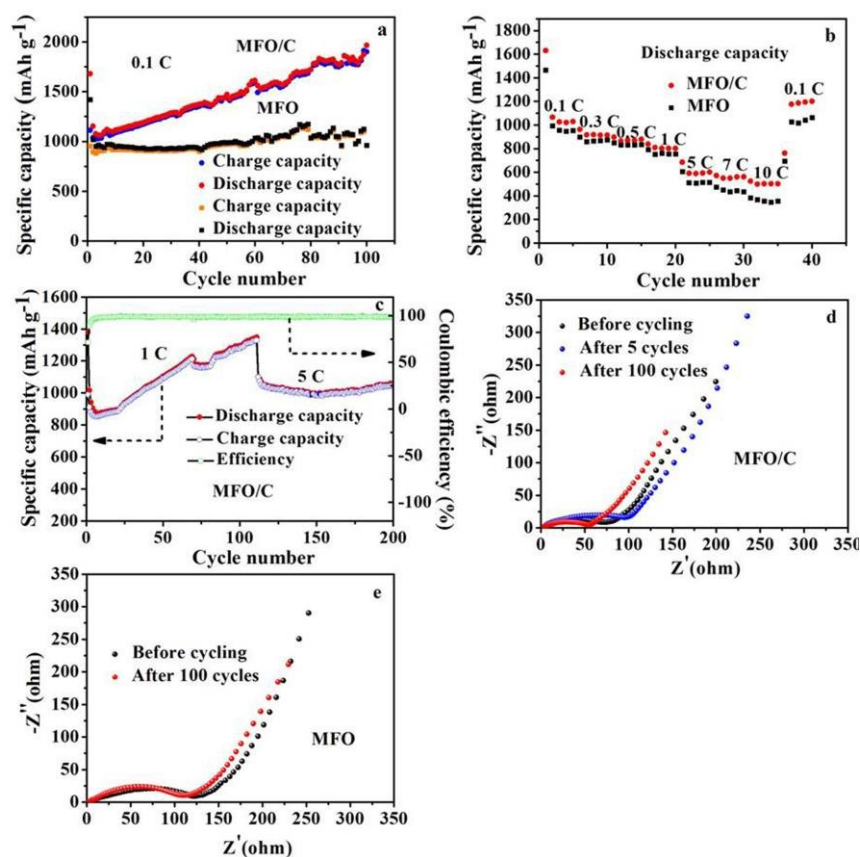 a
MFO/C
0.1 C
MFO
Charge capacity
Discharge capacity
Charge capacity
Discharge capacity
2000
1500
1000
500
0
0 20 40 60 80 100
Cycle number
Specific capacity (mAh g-1)
b
Discharge capacity
MFO/C
MFO
0.1 C
0.3 C
0.5 C
1 C
5 C
7 C
10 C
0.1 C
1800
1600
1400
1200
1000
800
600
400
200
0
0 10 20 30 40
Cycle number
Specific capacity (mAh g-1)
c
1 C
5 C
Discharge capacity
Charge capacity
Efficiency
MFO/C
1600
1400
1200
1000
800
600
400
200
0 50 100 150 200
Cycle number
Specific capacity (mAh g-1)
100
50
0
-50
-100
Coulombic efficiency (%)
d
Before cycling
After 5 cycles
After 100 cycles
MFO/C
350
300
250
200
150
100
50
0
0 50 100 150 200 250 300 350
Z'(ohm)
-Z''(ohm)
e
Before cycling
After 100 cycles
MFO
350
300
250
200
150
100
50
0
0 50 100 150 200 250 300 350
Z'(ohm)
-Z''(ohm)